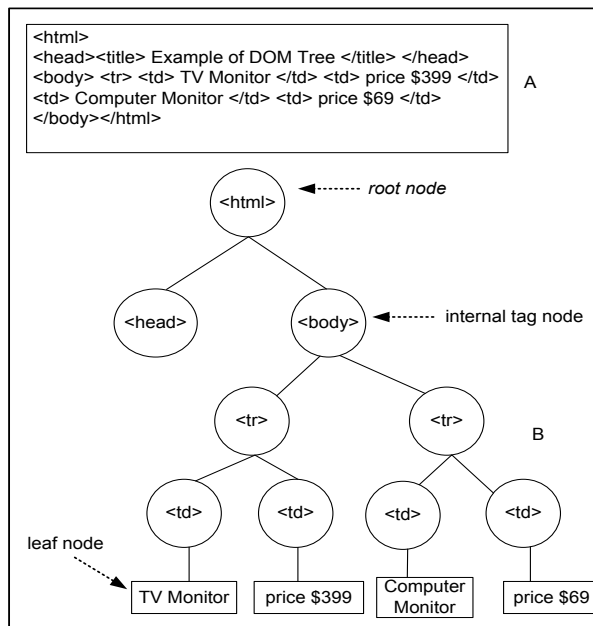 <html>
<head><title> Example of DOM Tree </title> </head>
<body> <tr> <td> TV Monitor </td> <td> price $399 </td>
<td> Computer Monitor </td> <td> price $69 </td>
</body></html>
A
root node
<html>
<head>
<body>
internal tag node
<tr>
<tr>
B
<td>
<td>
<td>
<td>
leaf node
TV Monitor
price $399
Computer
Monitor
price $69